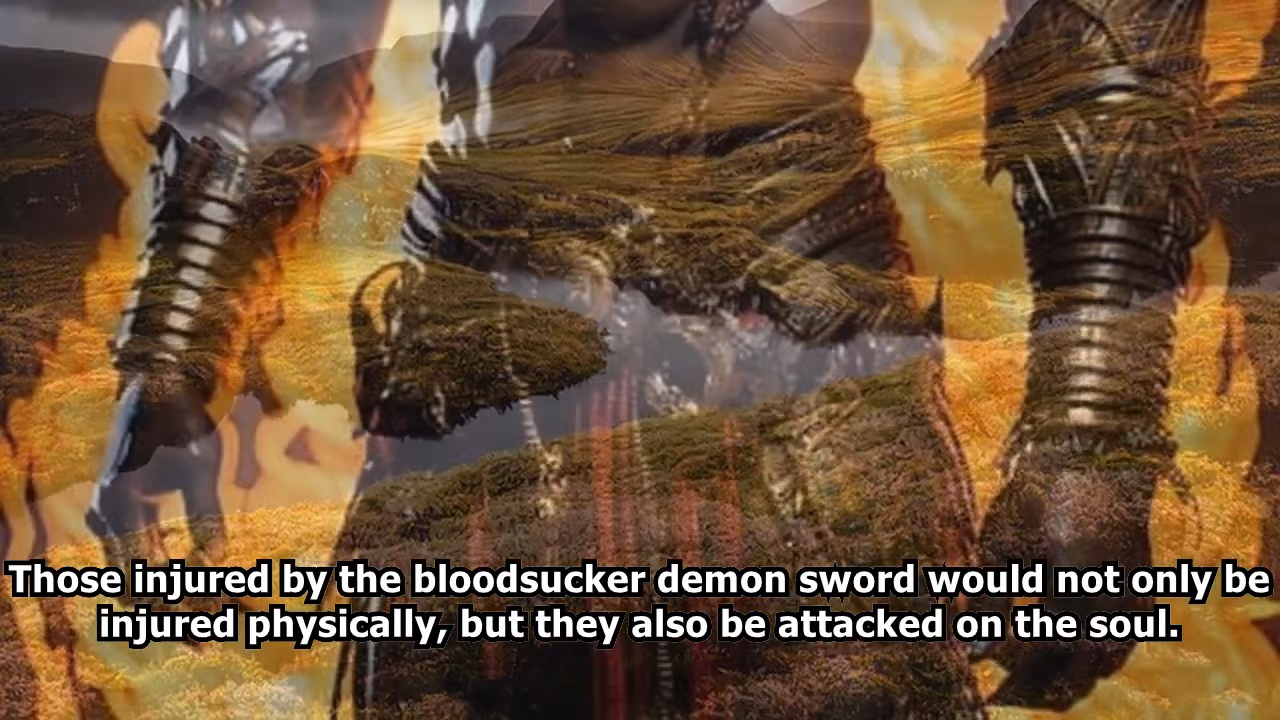 Those injured by the bloodsucker demon sword would not only be
injured physically, but they also be attacked on the soul.